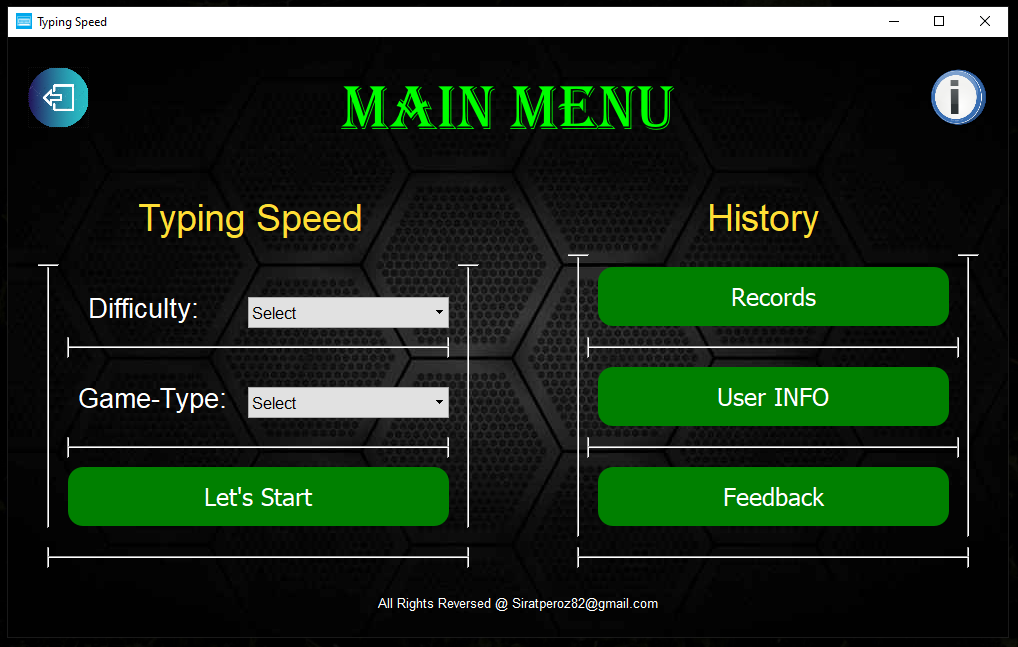 Typing Speed
MAIN MENU
Typing Speed
Difficulty:
Select
Game-Type:
Select
Let's Start
History
Records
User INFO
Feedback
All Rights Reversed @ Siratperoz82@gmail.com